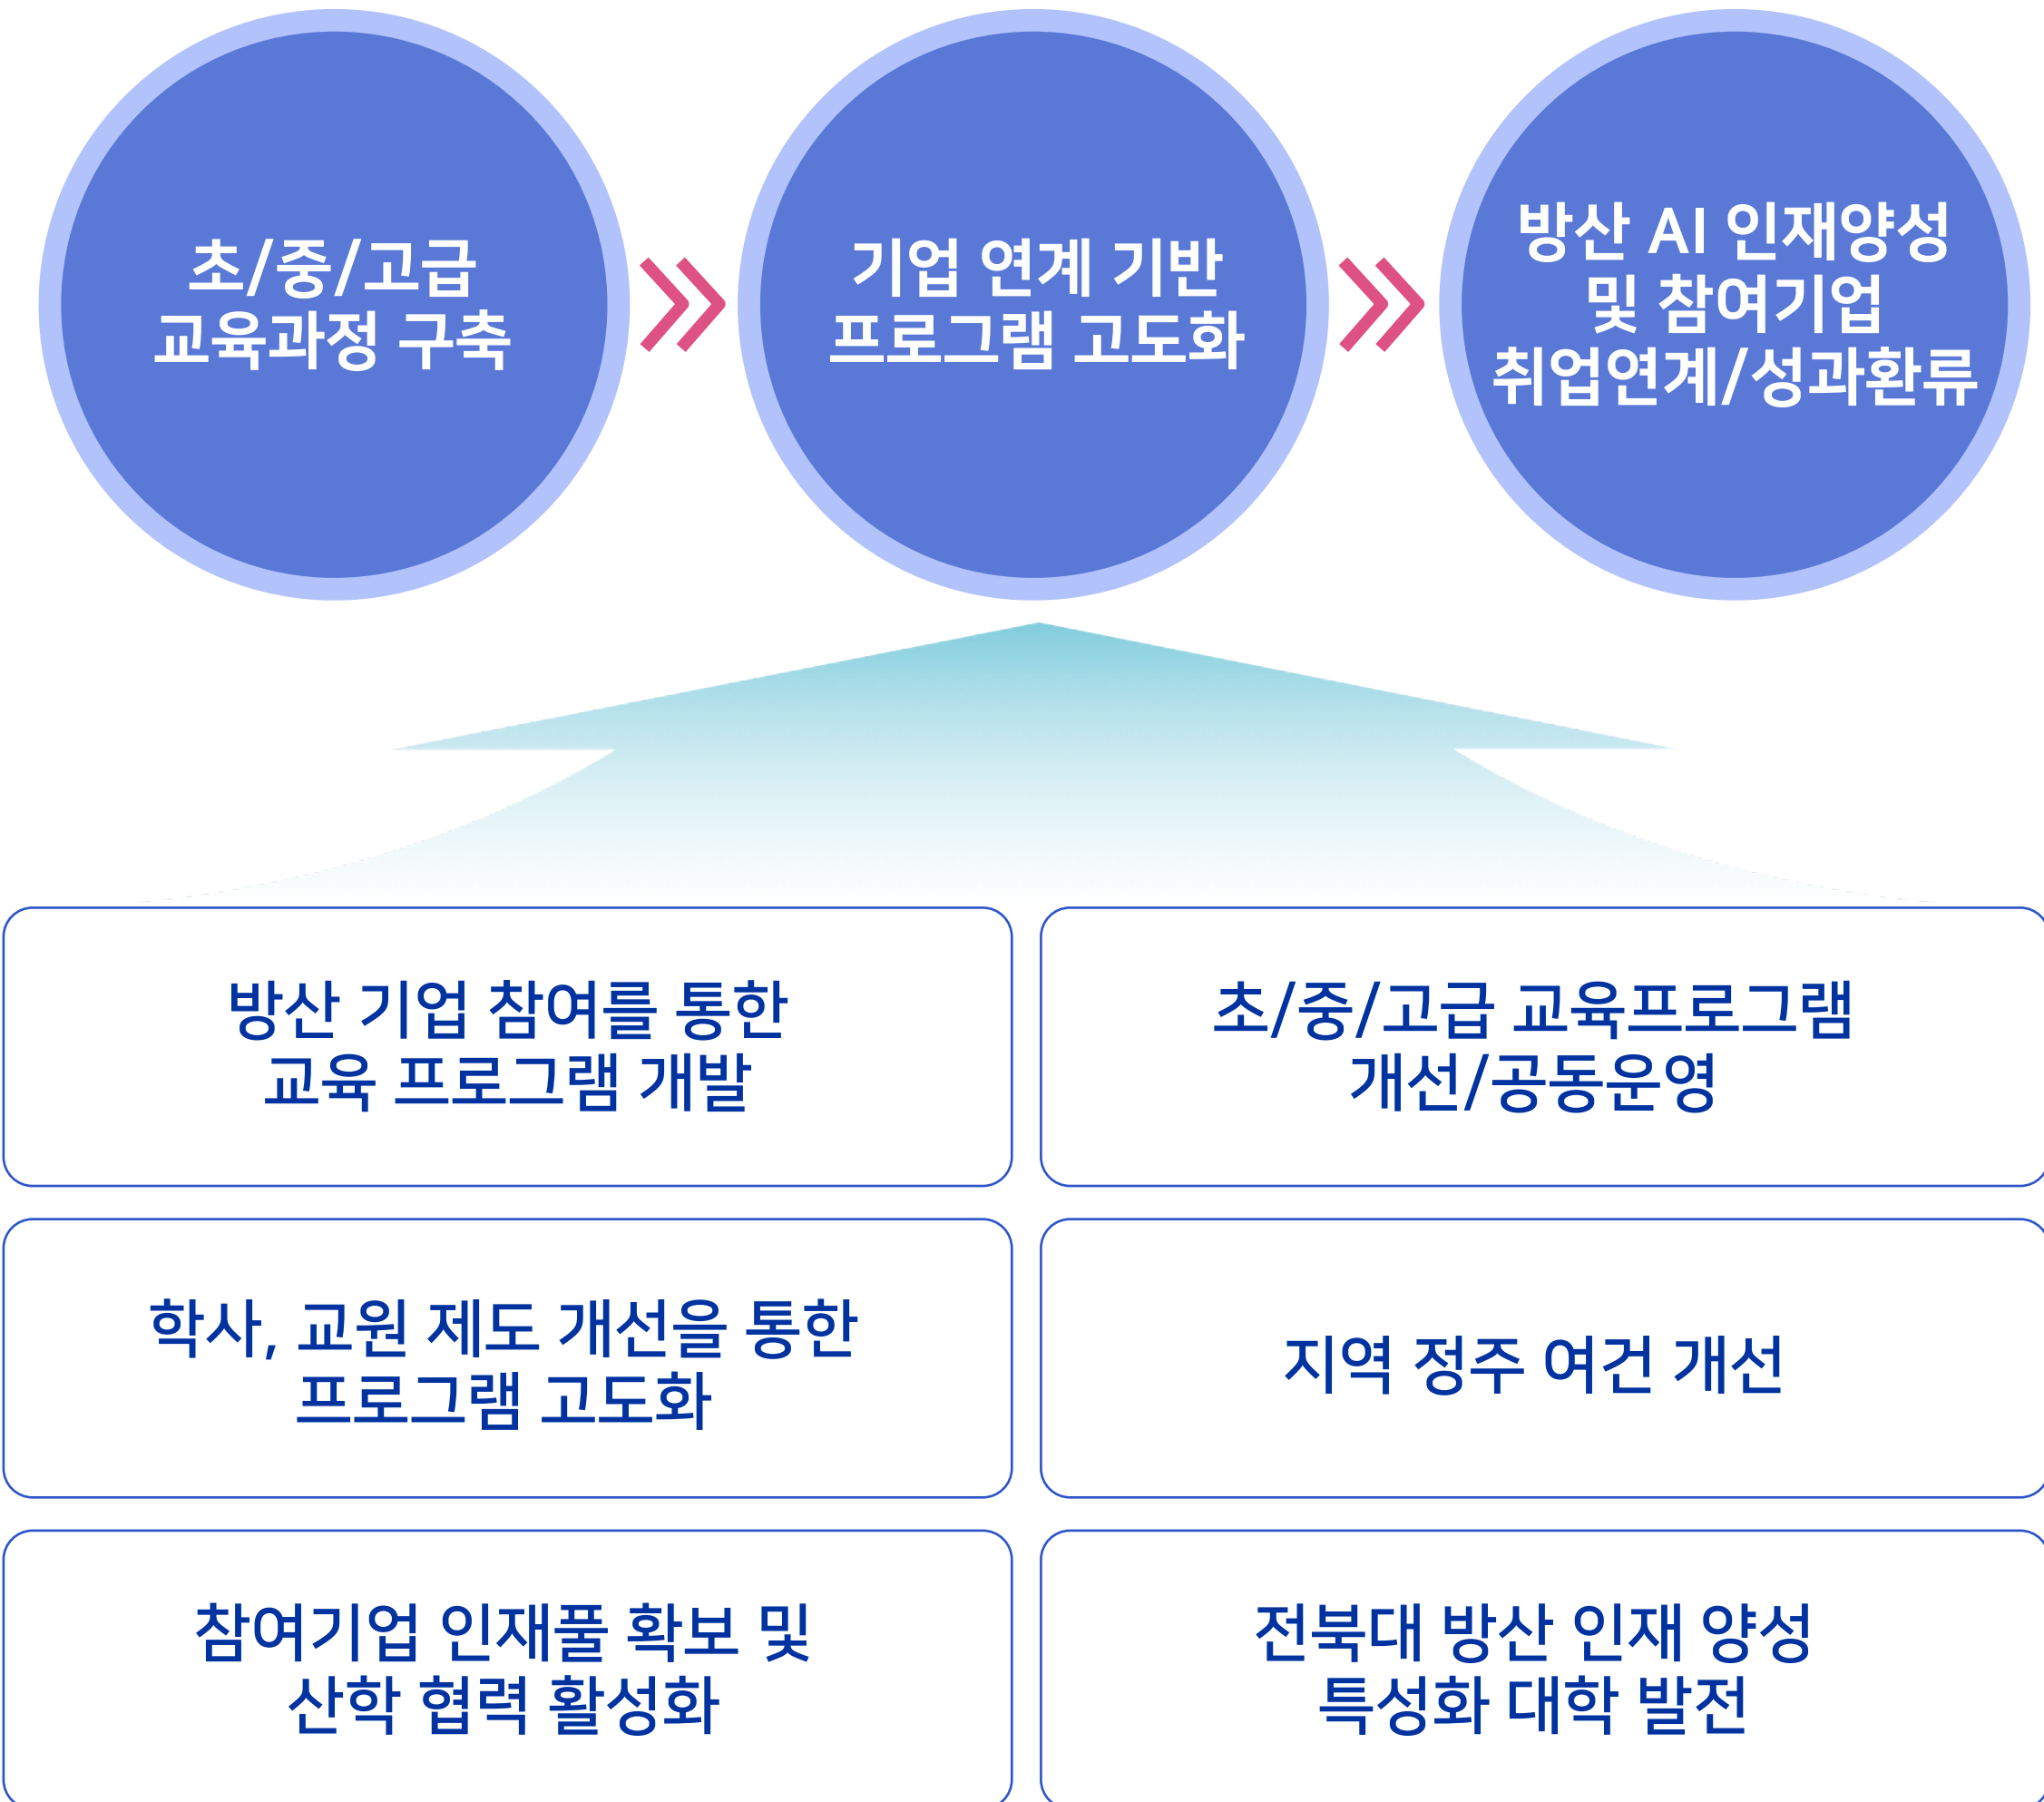 초/중/고급
교육과정 구축
기업 연계 기반
프로그램 고도화
방산 AI 인재양성
및 참여기업
취업연계/성과확산
방산 기업 참여를 통한
교육 프로그램 개발
초/중/고급 교육프로그램
개선/공동운영
학사, 교원 제도 개선을 통한
프로그램 고도화
지역 정주 여건 개선
참여기업 인재풀 확보 및
산학 협력 활성화
전북대 방산 인재 양성
특성화 대학 발전